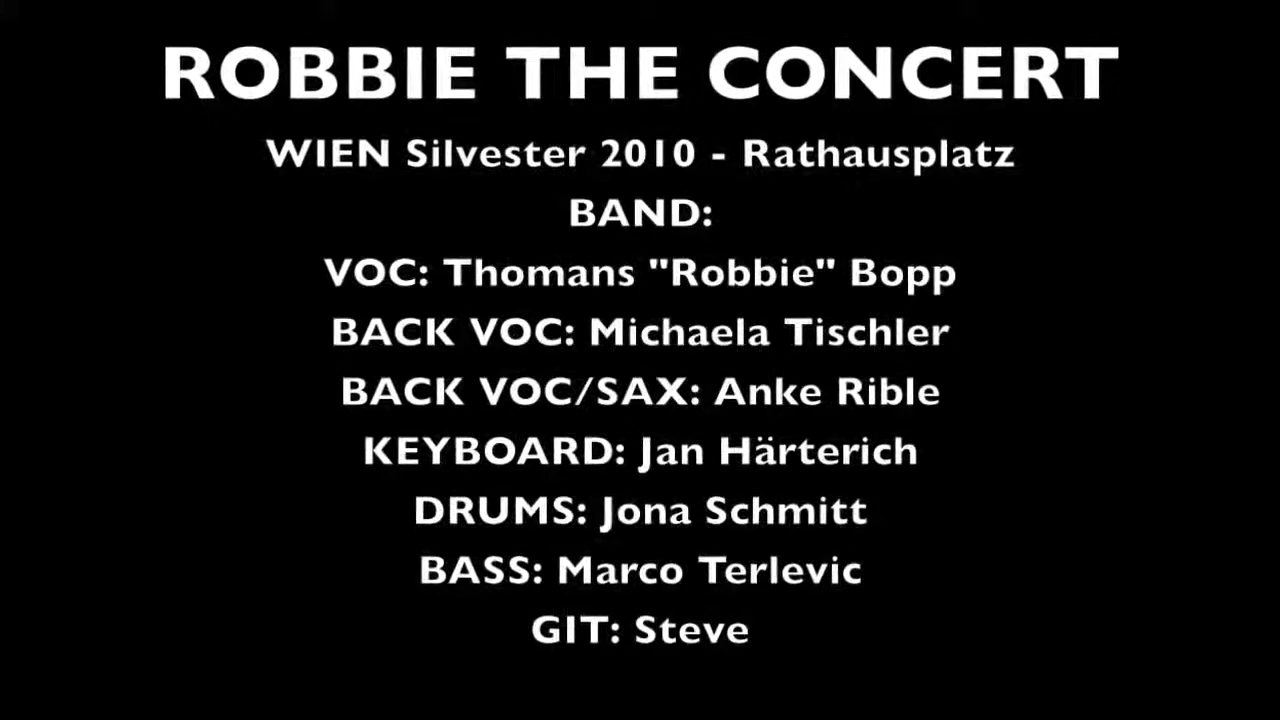 ROBBIE THE CONCERT
WIEN Silvester 2010 - Rathausplatz
BAND:
VOC: Thomans "Robbie" Bopp
BACK VOC: Michaela Tischler
BACK VOC/SAX: Anke Rible
KEYBOARD: Jan Härterich
DRUMS: Jona Schmitt
BASS: Marco Terlevic
GIT: Steve